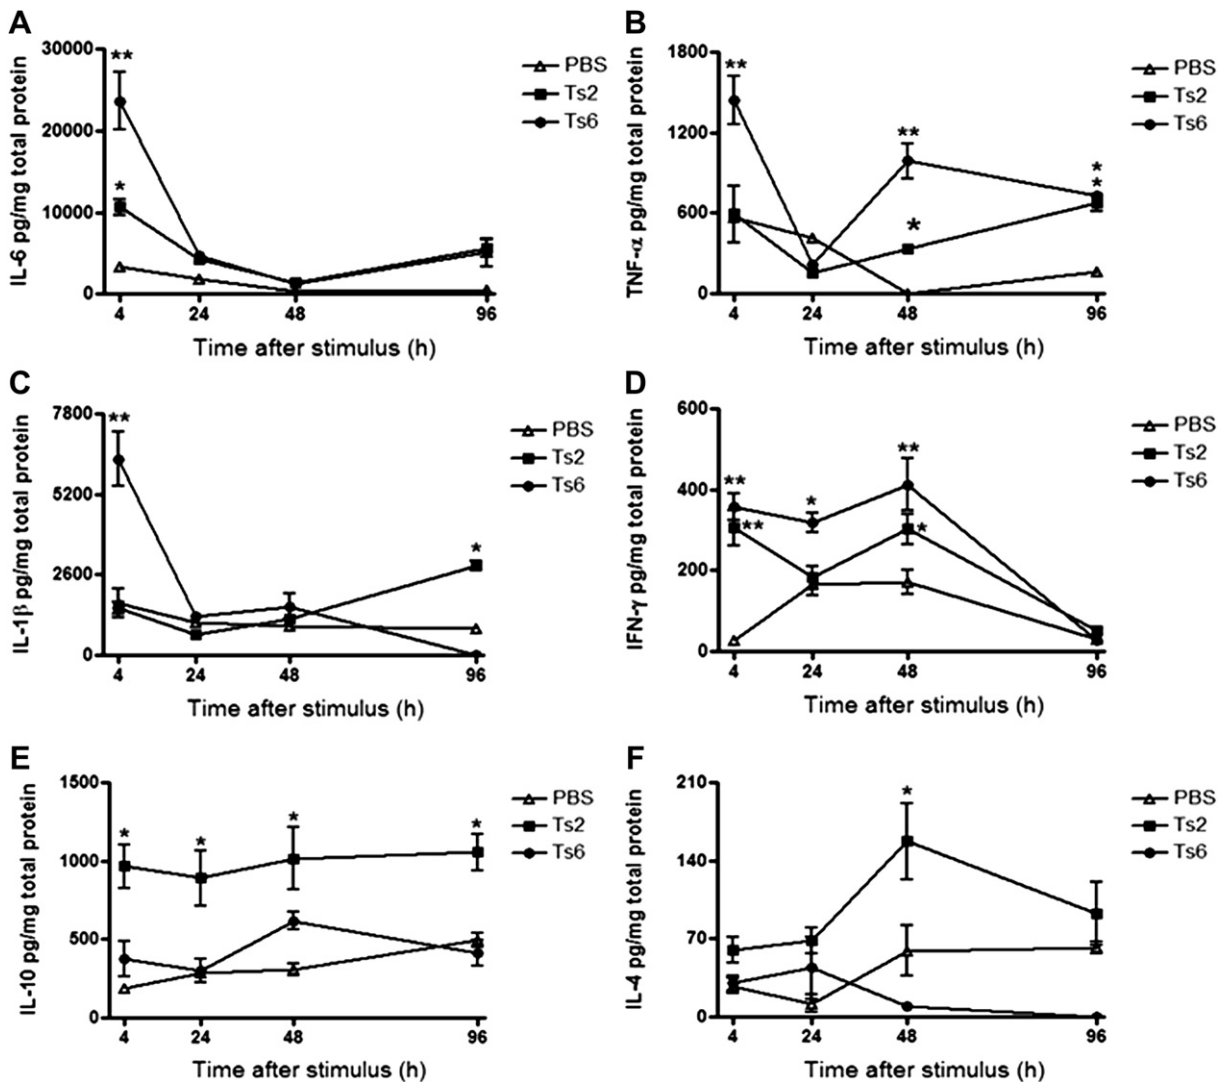 A
IL-6 pg/mg total protein
30000
20000
10000
0
**
*
4
24
48
96
Time after stimulus (h)
PBS
Ts2
Ts6
B
TNF-α pg/mg total protein
1800
1200
600
0
**
**
*
*
*
4
24
48
96
Time after stimulus (h)
PBS
Ts2
Ts6
C
IL-1β pg/mg total protein
7800
5200
2600
0
**
*
4
24
48
96
Time after stimulus (h)
PBS
Ts2
Ts6
D
IFN-γ pg/mg total protein
600
400
200
0
**
**
*
**
*
4
24
48
96
Time after stimulus (h)
PBS
Ts2
Ts6
E
IL-10 pg/mg total protein
1500
1000
500
0
*
*
*
*
4
24
48
96
Time after stimulus (h)
PBS
Ts2
Ts6
F
IL-4 pg/mg total protein
210
140
70
0
*
4
24
48
96
Time after stimulus (h)
PBS
Ts2
Ts6